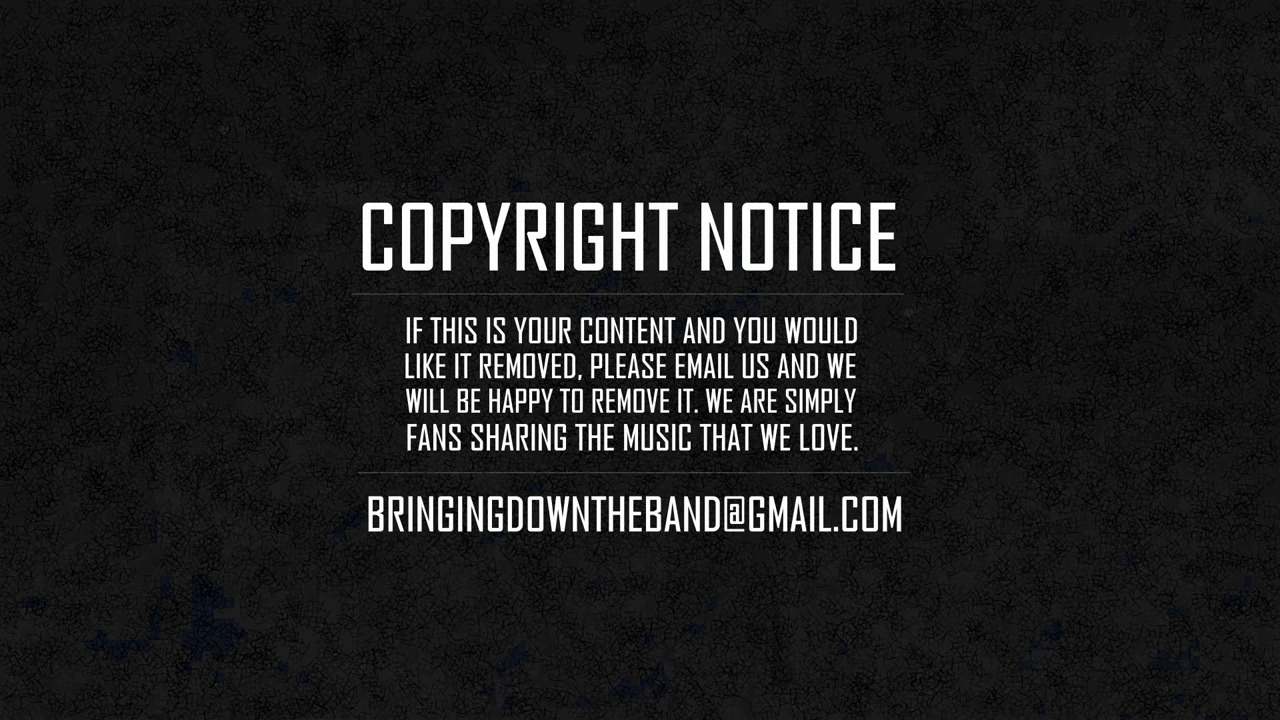 COPYRIGHT NOTICE
IF THIS IS YOUR CONTENT AND YOU WOULD
LIKE IT REMOVED, PLEASE EMAIL US AND WE
WILL BE HAPPY TO REMOVE IT. WE ARE SIMPLY
FANS SHARING THE MUSIC THAT WE LOVE.
BRINGINGDOWNTHEBAND@GMAIL.COM